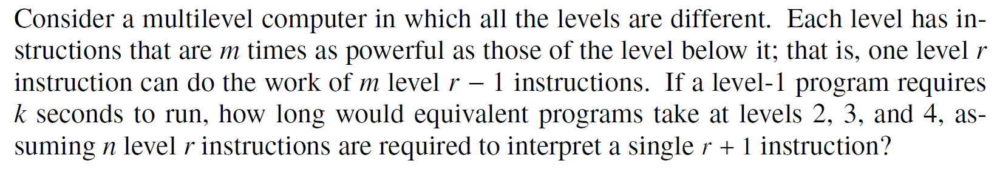 Consider a multilevel computer in which all the levels are different. Each level has in-
structions that are m times as powerful as those of the level below it; that is, one level r
instruction can do the work of m level r − 1 instructions. If a level-1 program requires
k seconds to run, how long would equivalent programs take at levels 2, 3, and 4, as-
suming n level r instructions are required to interpret a single r + 1 instruction?